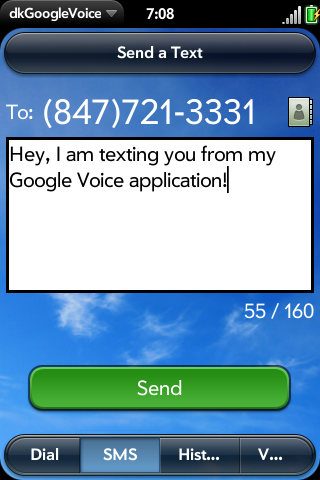 dkGoogleVoice 7:08
Send a Text
To: (847)721-3331
Hey, I am texting you from my
Google Voice application!
55 / 160
Send
Dial SMS Hist... V...